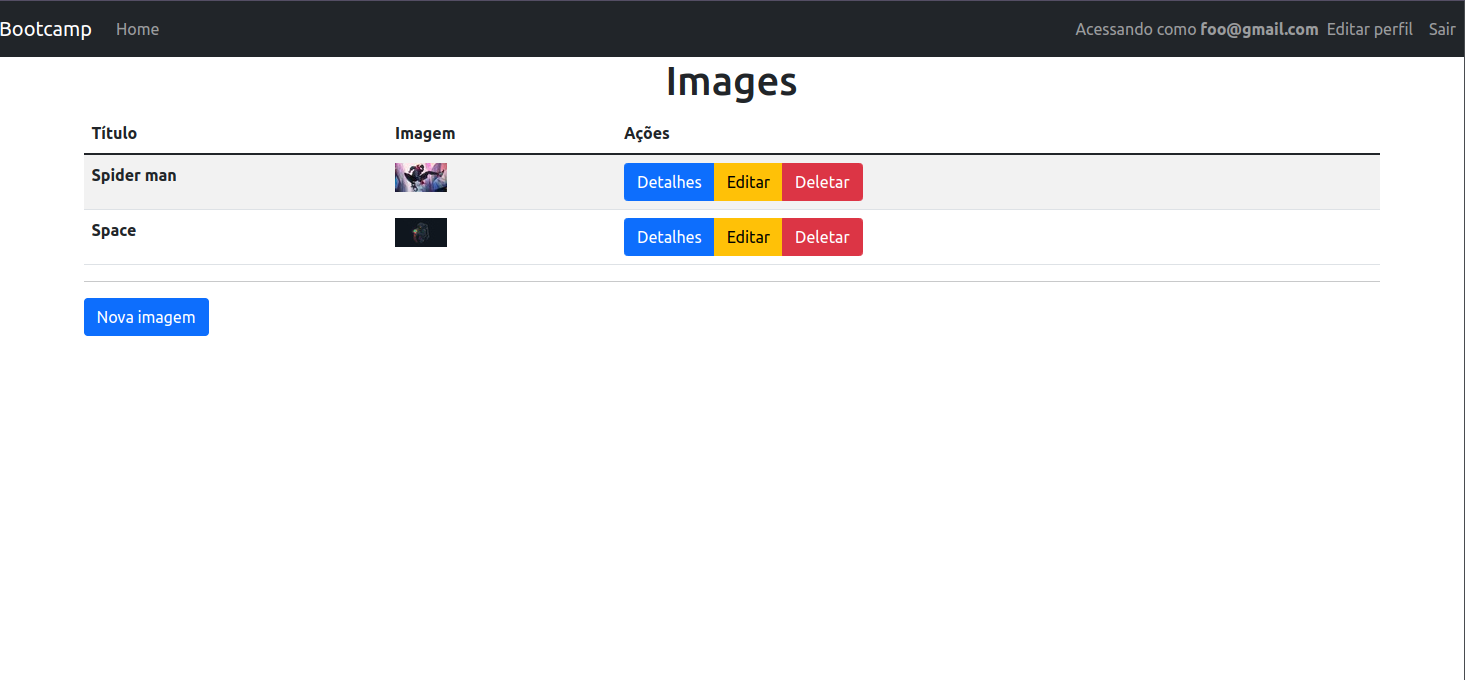 Bootcamp Home Acessando como foo@gmail.com Editar perfil Sair
Images
Título Imagem Ações
Spider man Detalhes Editar Deletar
Space Detalhes Editar Deletar
Nova imagem